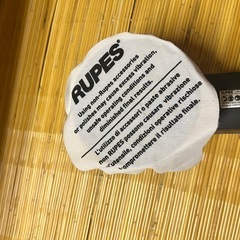 RUPES®
Using non-Rupes accessories
or polishes may cause excess vibration,
unsafe operating conditions and
diminished final results.
L'utilizzo di accessori o paste abrasive
non RUPES possono causare vibrazione
d'utensile, condizioni operative rischiose
compromettere il risultato finale.